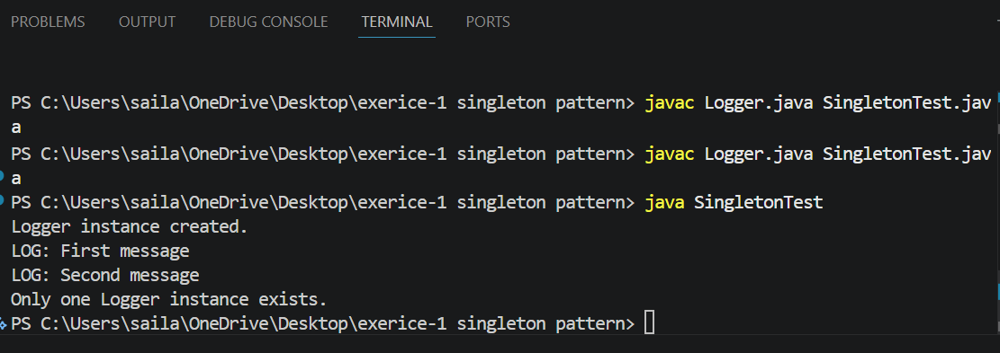 PROBLEMS OUTPUT DEBUG CONSOLE TERMINAL PORTS
PS C:\Users\saila\OneDrive\Desktop\exerice-1 singleton pattern> javac Logger.java SingletonTest.jav
a
PS C:\Users\saila\OneDrive\Desktop\exerice-1 singleton pattern> javac Logger.java SingletonTest.jav
a
PS C:\Users\saila\OneDrive\Desktop\exerice-1 singleton pattern> java SingletonTest
Logger instance created.
LOG: First message
LOG: Second message
Only one Logger instance exists.
PS C:\Users\saila\OneDrive\Desktop\exerice-1 singleton pattern>